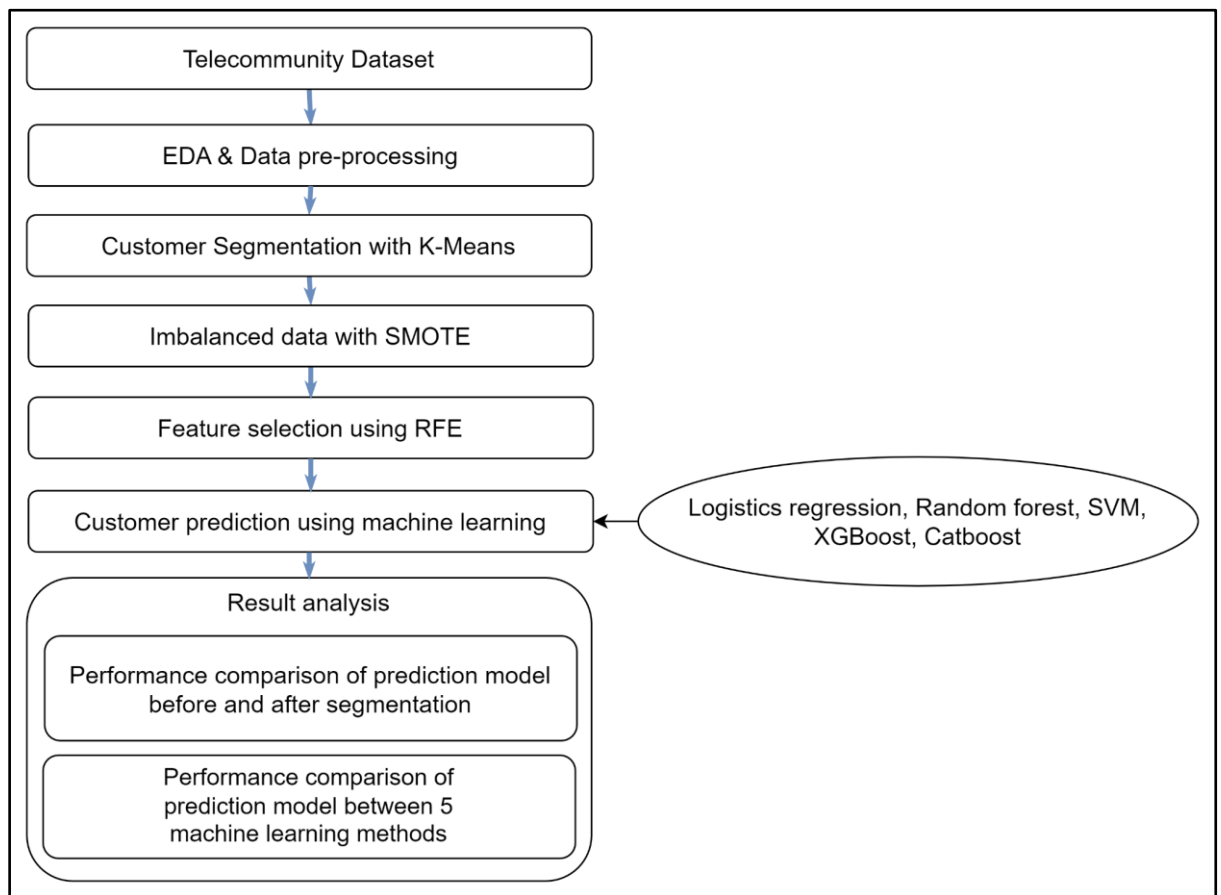 Telecommunity Dataset
EDA & Data pre-processing
Customer Segmentation with K-Means
Imbalanced data with SMOTE
Feature selection using RFE
Customer prediction using machine learning
Logistics regression, Random forest, SVM,
XGBoost, Catboost
Result analysis
Performance comparison of prediction model
before and after segmentation
Performance comparison of
prediction model between 5
machine learning methods